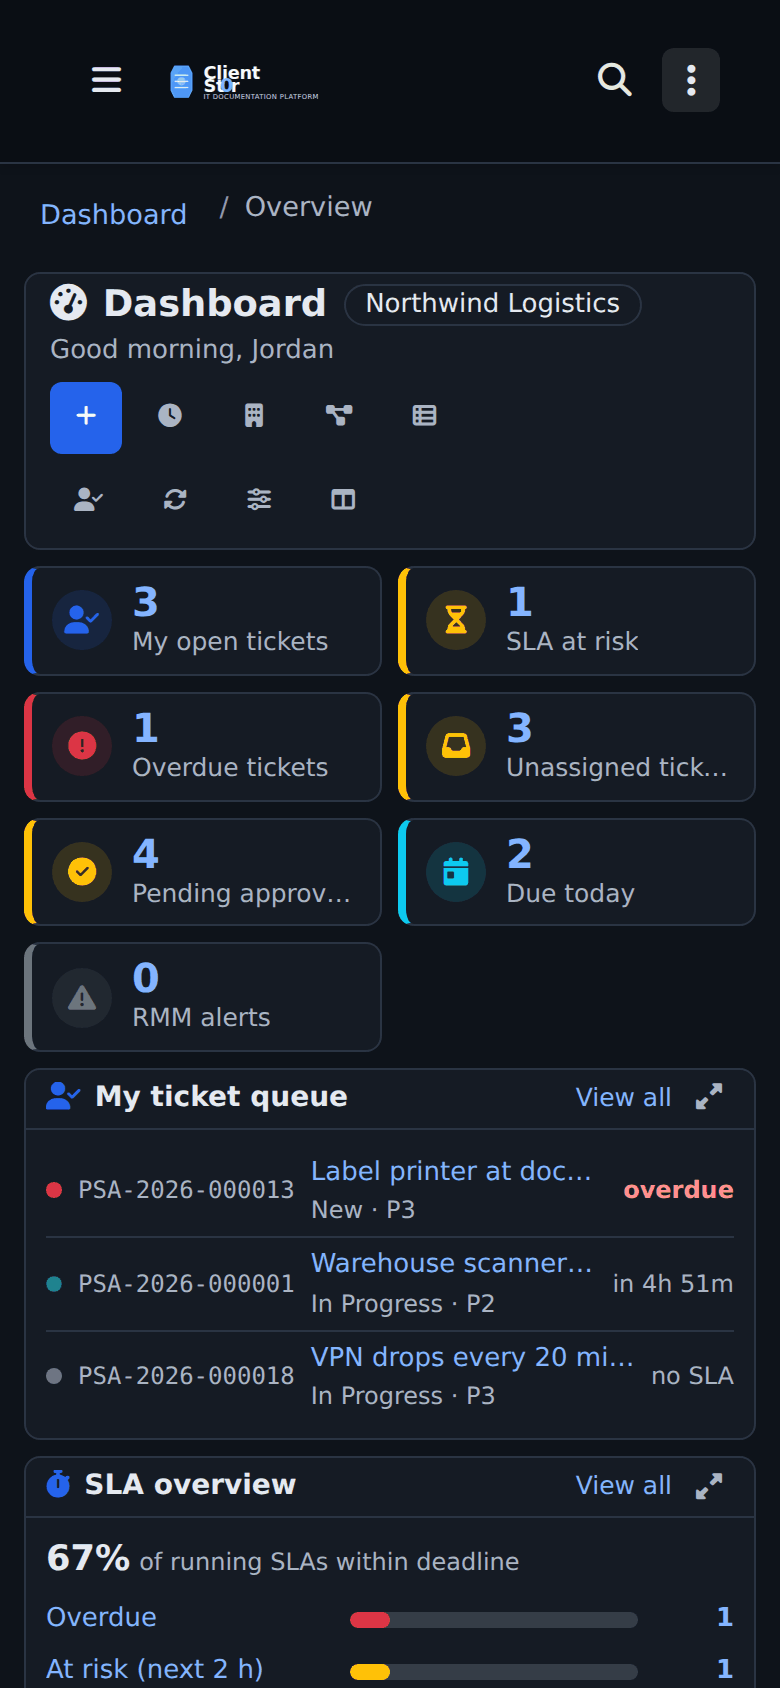 Client
St0r
IT DOCUMENTATION PLATFORM
Dashboard / Overview
Dashboard Northwind Logistics
Good morning, Jordan
3
My open tickets
1
SLA at risk
1
Overdue tickets
3
Unassigned tick…
4
Pending approv…
2
Due today
0
RMM alerts
My ticket queue View all
PSA-2026-000013 Label printer at doc… overdue
New · P3
PSA-2026-000001 Warehouse scanner… in 4h 51m
In Progress · P2
PSA-2026-000018 VPN drops every 20 mi… no SLA
In Progress · P3
SLA overview View all
67% of running SLAs within deadline
Overdue 1
At risk (next 2 h) 1